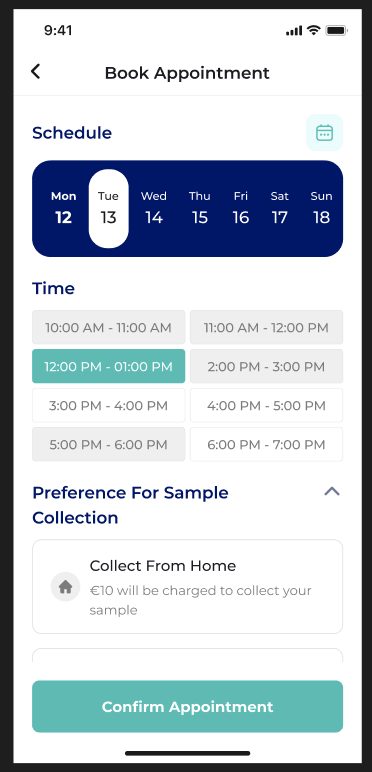 9:41
Book Appointment
Schedule
Mon Tue Wed Thu Fri Sat Sun
12 13 14 15 16 17 18
Time
10:00 AM - 11:00 AM 11:00 AM - 12:00 PM
12:00 PM - 01:00 PM 2:00 PM - 3:00 PM
3:00 PM - 4:00 PM 4:00 PM - 5:00 PM
5:00 PM - 6:00 PM 6:00 PM - 7:00 PM
Preference For Sample
Collection
Collect From Home
€10 will be charged to collect your
sample
Confirm Appointment